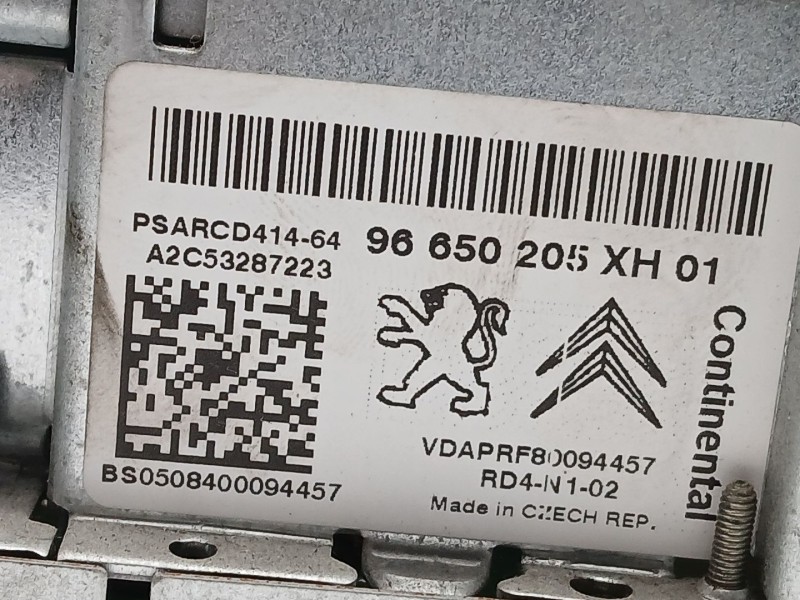 PSARCD414-64
96 650 205 XH 01
A2C53287223
Continental
VDAPRF80094457
BS0508400094457
RD4-N1-02
Made in CZECH REP.